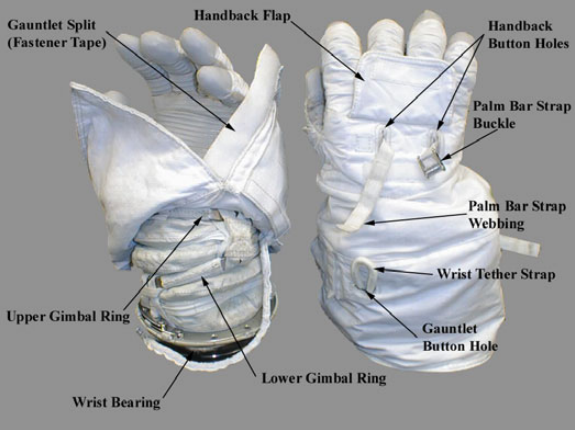 Gauntlet Split
(Fastener Tape)
Handback Flap
Handback
Button Holes
Palm Bar Strap
Buckle
Palm Bar Strap
Webbing
Wrist Tether Strap
Gauntlet
Button Hole
Upper Gimbal Ring
Lower Gimbal Ring
Wrist Bearing